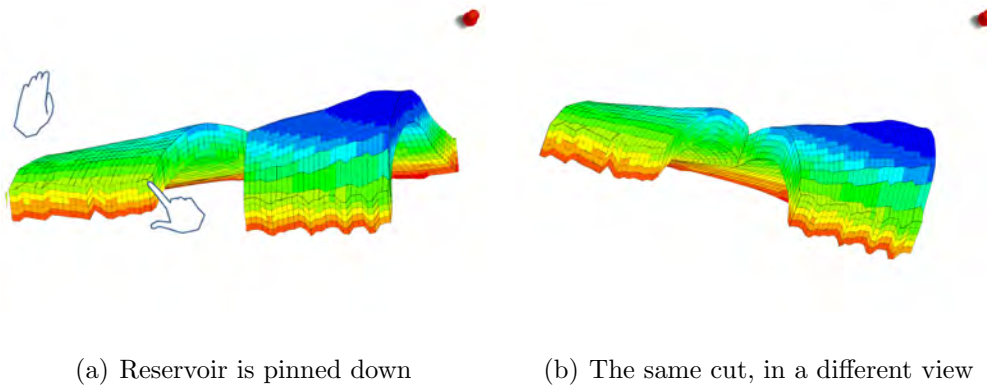 (a) Reservoir is pinned down
(b) The same cut, in a different view